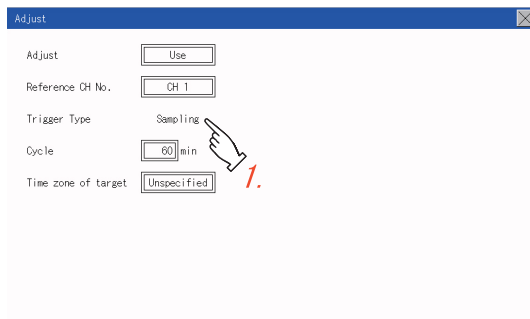 Adjust
Adjust Use
Reference CH No. CH 1
Trigger Type Sampling
Cycle 60 min
Time zone of target Unspecified
1.